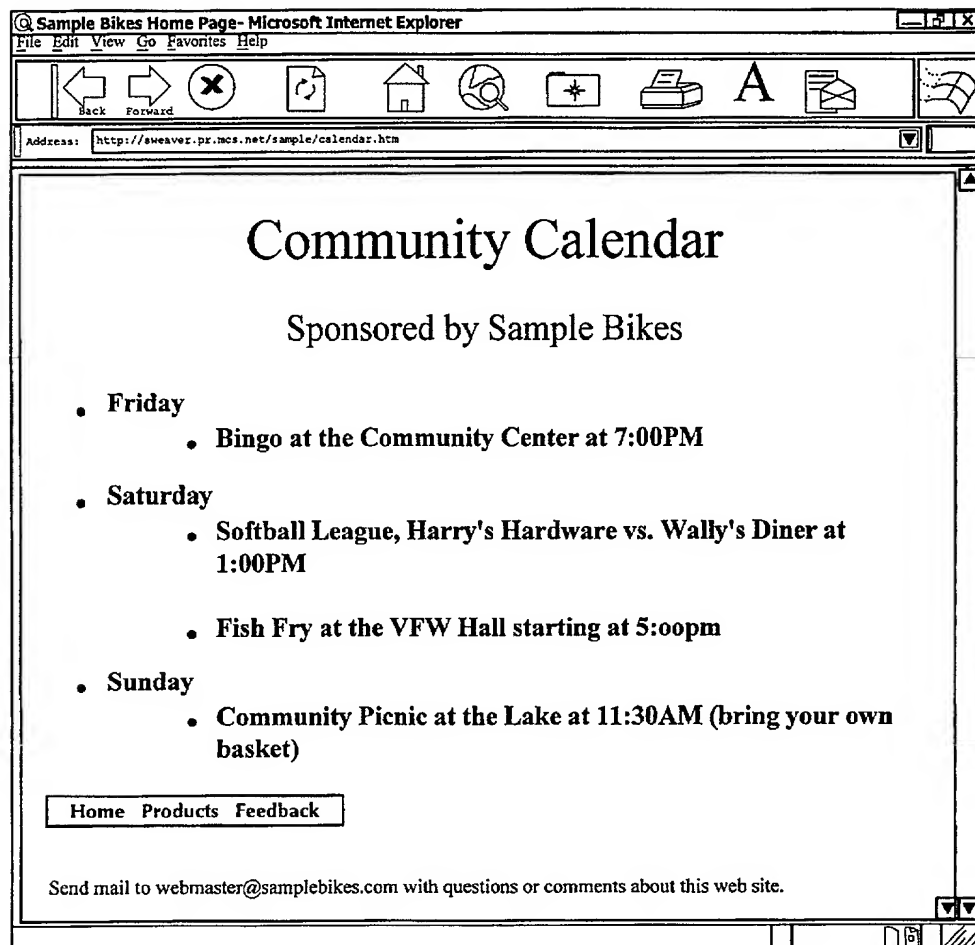 Sample Bikes Home Page- Microsoft Internet Explorer
File Edit View Go Favorites Help
Back Forward
A
Address: http://sweaver.pr.mcs.net/sample/calendar.htm
Community Calendar
Sponsored by Sample Bikes
• Friday
• Bingo at the Community Center at 7:00PM
• Saturday
• Softball League, Harry's Hardware vs. Wally's Diner at
1:00PM
• Fish Fry at the VFW Hall starting at 5:oopm
• Sunday
• Community Picnic at the Lake at 11:30AM (bring your own
basket)
Home Products Feedback
Send mail to webmaster@samplebikes.com with questions or comments about this web site.